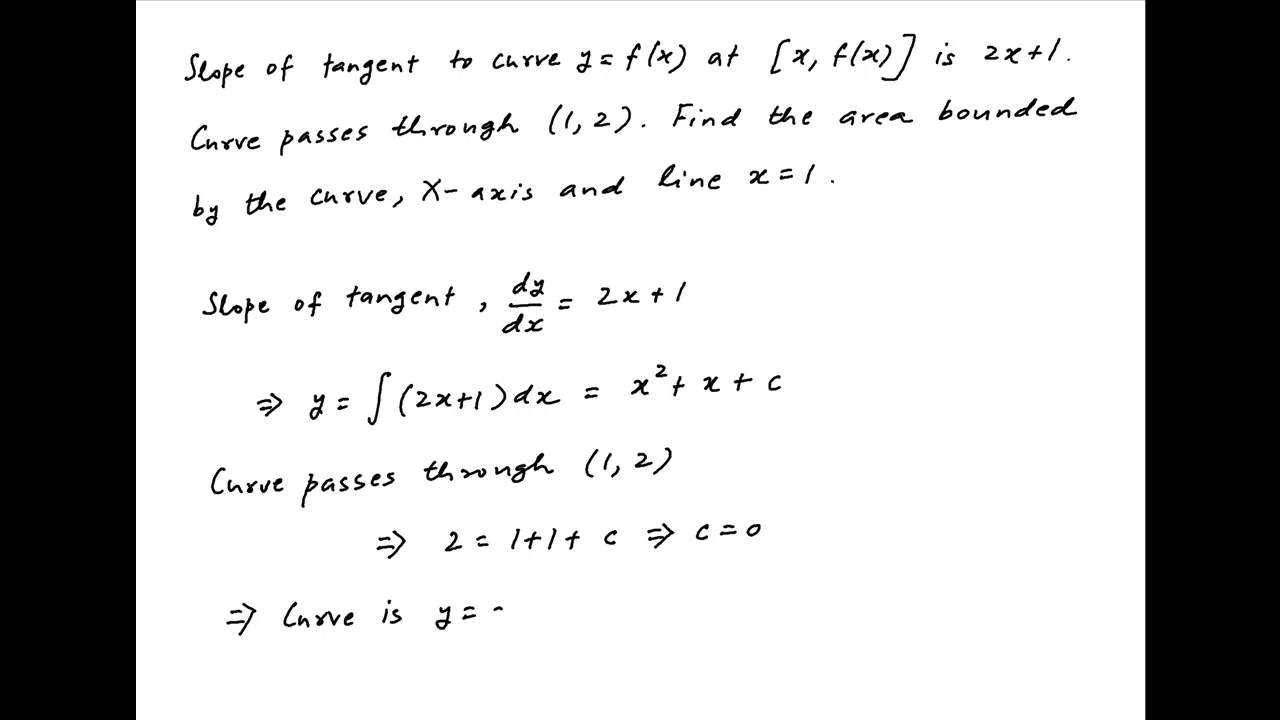 Slope of tangent to curve y = f(x) at [x, f(x)] is 2x+1.
Curve passes through (1, 2). Find the area bounded
by the curve, X-axis and line x = 1.
Slope of tangent, dy/dx = 2x + 1
⇒ y = ∫(2x+1)dx = x² + x + c
Curve passes through (1, 2)
⇒ 2 = 1+1+ c ⇒ c = 0
⇒ Curve is y =